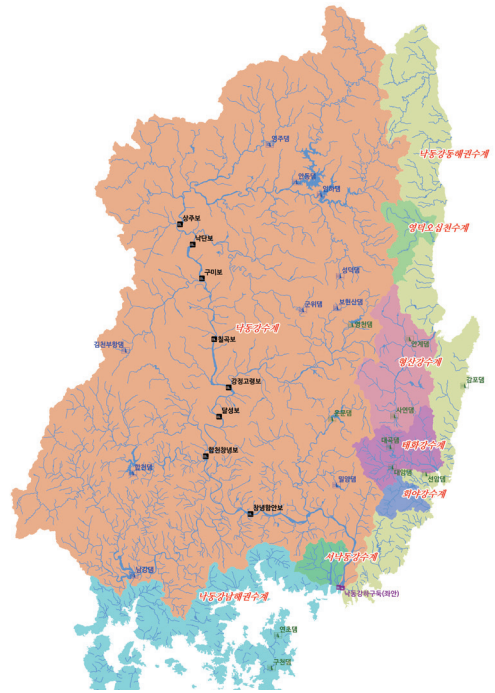 영주댐
낙동강동해권수계
안동댐
임하댐
상주보
영덕오십천수계
낙단보
구미보
성덕댐
군위댐
보현산댐
영천댐
낙동강수계
칠곡보
안계댐
김천부항댐
형산강수계
강정고령보
감포댐
달성보
운문댐
사연댐
대곡댐
태화강수계
합천창녕보
합천댐
대암댐
선암댐
밀양댐
회야강수계
창녕함안보
서낙동강수계
남강댐
낙동강하구둑(좌안)
낙동강남해권수계
연초댐
구천댐